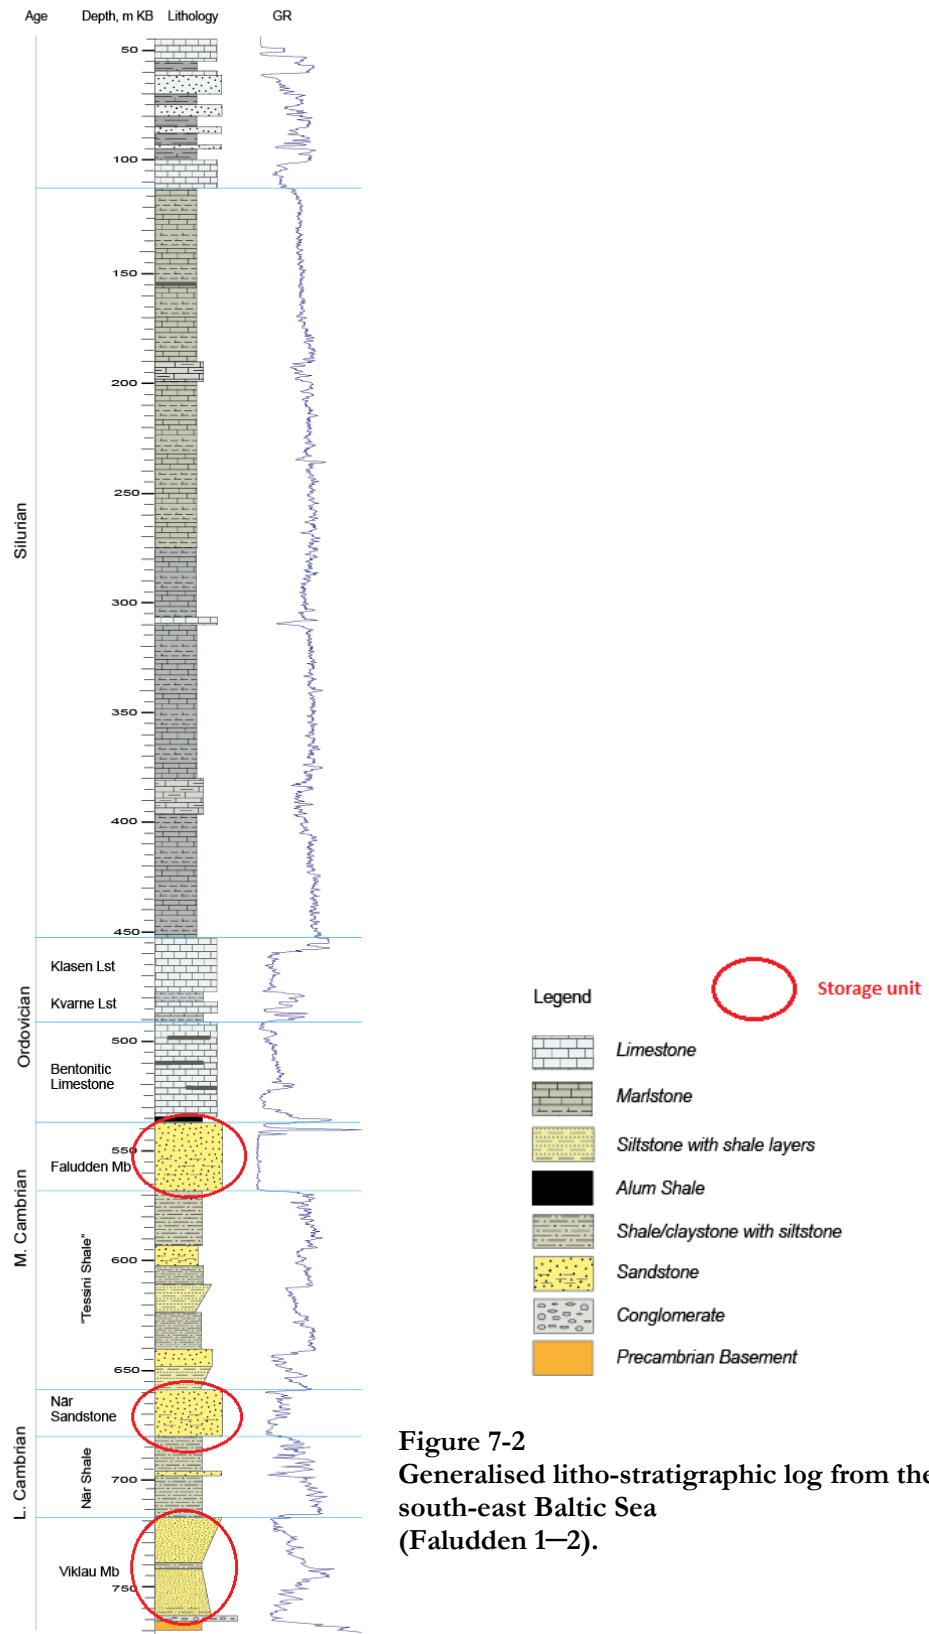 Age
Depth, m KB
Lithology
GR
50
100
150
200
250
300
350
400
450
500
550
600
650
700
750
Silurian
Ordovician
M. Cambrian
L. Cambrian
Klasen Lst
Kvarne Lst
Bentonitic
Limestone
Faludden Mb
"Tessini Shale"
När
Sandstone
När Shale
Viklau Mb
Storage unit
Legend
Limestone
Marlstone
Siltstone with shale layers
Alum Shale
Shale/claystone with siltstone
Sandstone
Conglomerate
Precambrian Basement
Figure 7-2
Generalised litho-stratigraphic log from the
south-east Baltic Sea
(Faludden 1—2).